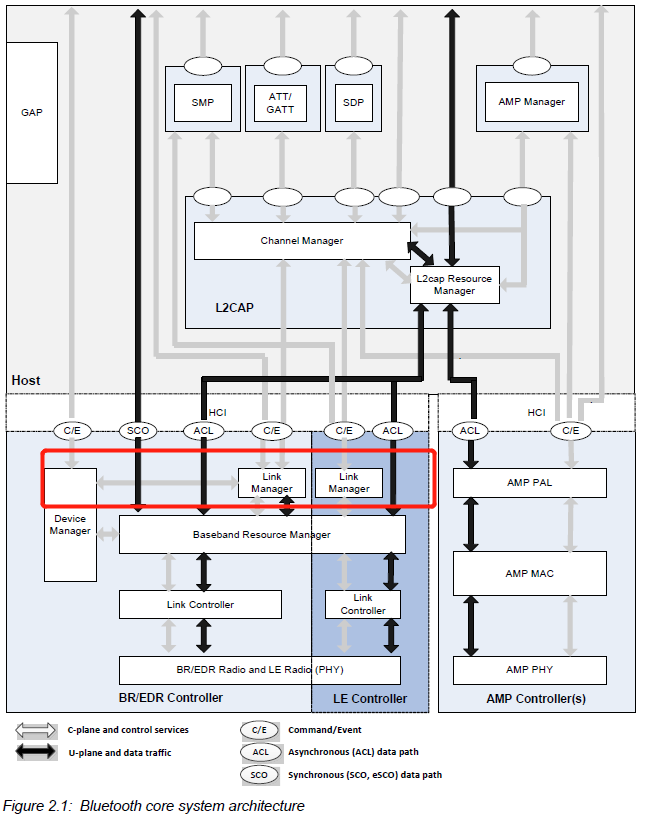 GAP
SMP
ATT/
GATT
SDP
AMP Manager
Channel Manager
L2cap Resource
Manager
L2CAP
Host
HCI
HCI
C/E
SCO
ACL
C/E
C/E
ACL
ACL
C/E
Link
Manager
Link
Manager
AMP PAL
Device
Manager
Baseband Resource Manager
AMP MAC
Link Controller
Link
Controller
BR/EDR Radio and LE Radio (PHY)
AMP PHY
BR/EDR Controller
LE Controller
AMP Controller(s)
C-plane and control services
C/E
Command/Event
U-plane and data traffic
ACL
Asynchronous (ACL) data path
SCO
Synchronous (SCO, eSCO) data path
Figure 2.1: Bluetooth core system architecture